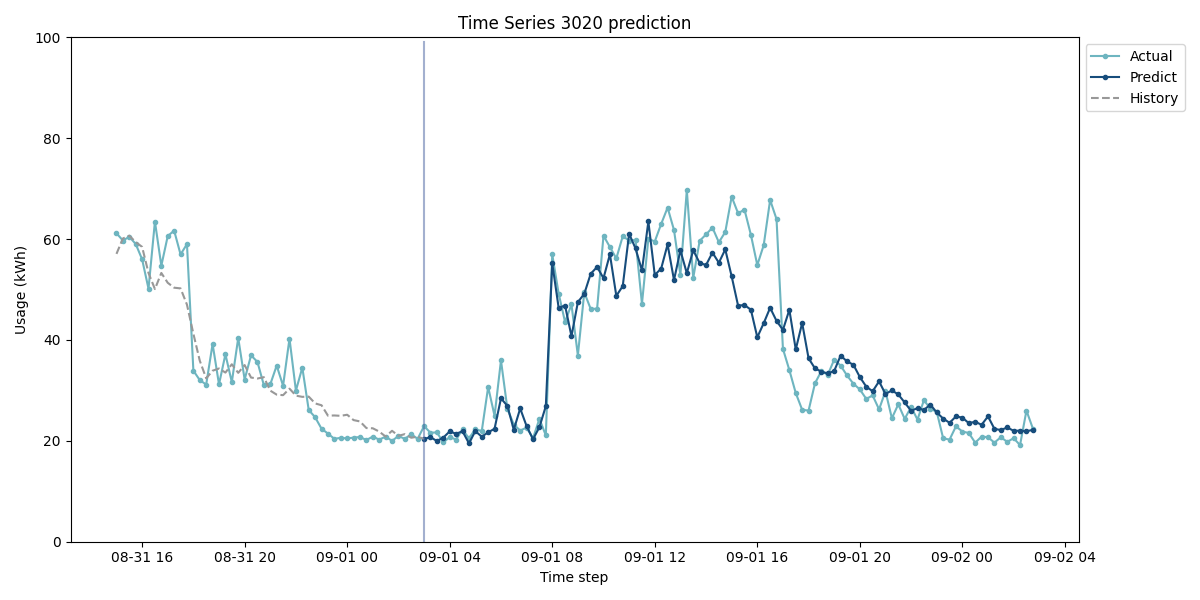 Time Series 3020 prediction
100
80
60
40
20
0
Usage (kWh)
08-31 16
08-31 20
09-01 00
09-01 04
09-01 08
09-01 12
09-01 16
09-01 20
09-02 00
09-02 04
Time step
Actual
Predict
History